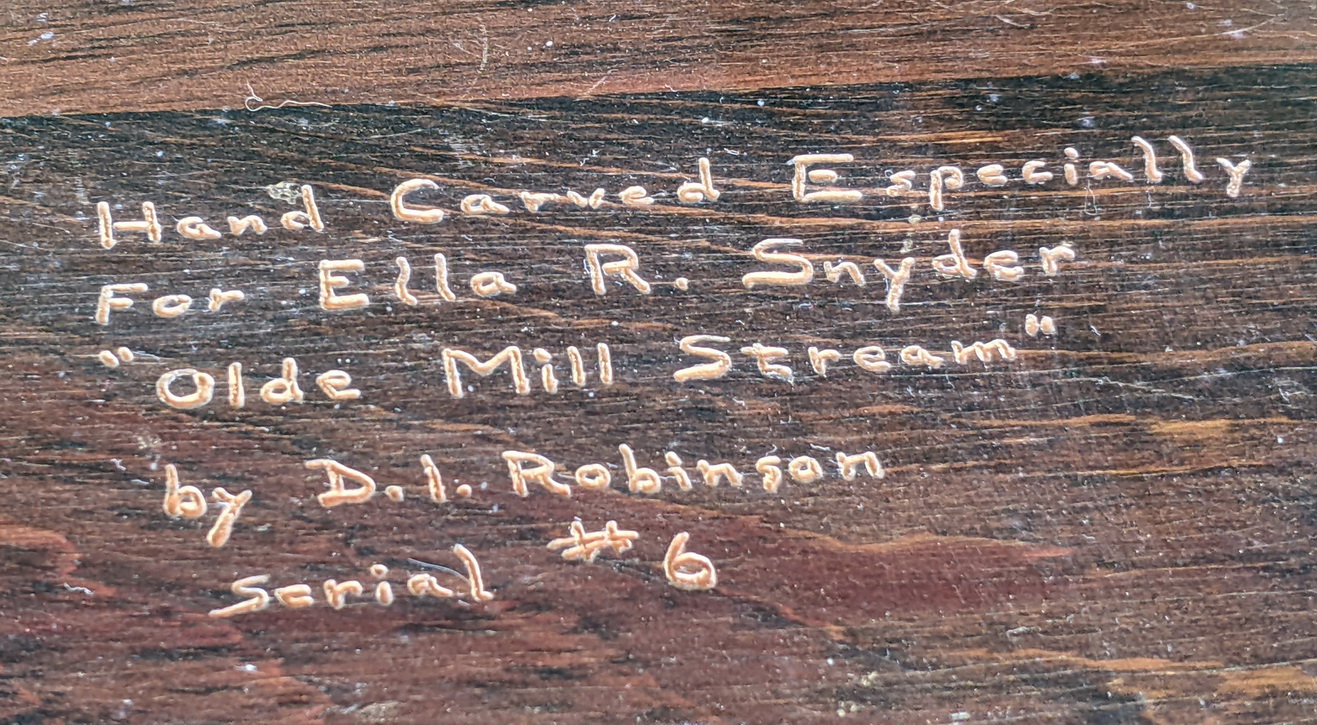 Hand Carved Especially
For Ella R. Snyder
"Olde Mill Stream"
by D.I. Robinson
serial #6